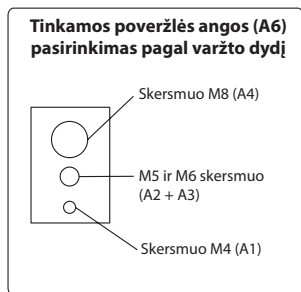 Tinkamos poveržlės angos (A6)
pasirinkimas pagal varžto dydį
Skersmuo M8 (A4)
M5 ir M6 skersmuo
(A2 + A3)
Skersmuo M4 (A1)